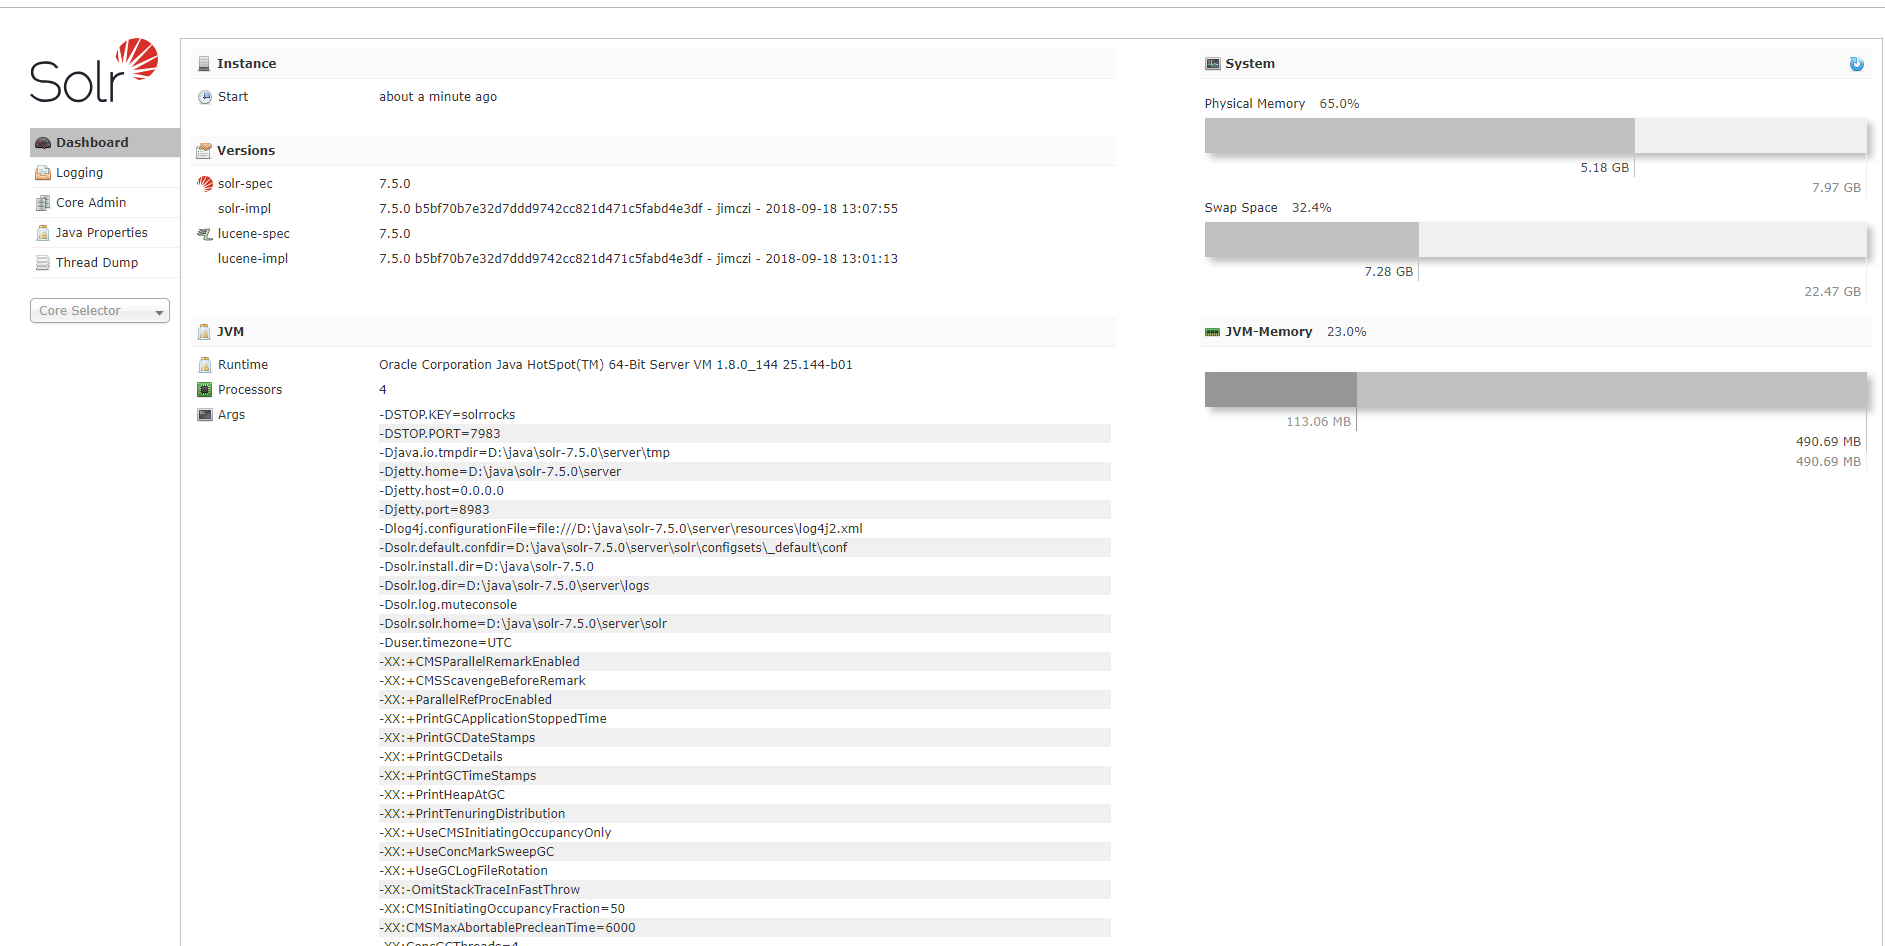 Solr
Dashboard
Logging
Core Admin
Java Properties
Thread Dump
Core Selector
Instance
Start about a minute ago
Versions
solr-spec 7.5.0
solr-impl 7.5.0 b5bf70b7e32d7ddd9742cc821d471c5fabd4e3df - jimczi - 2018-09-18 13:07:55
lucene-spec 7.5.0
lucene-impl 7.5.0 b5bf70b7e32d7ddd9742cc821d471c5fabd4e3df - jimczi - 2018-09-18 13:01:13
JVM
Runtime Oracle Corporation Java HotSpot(TM) 64-Bit Server VM 1.8.0_144 25.144-b01
Processors 4
Args -DSTOP.KEY=solrrocks
-DSTOP.PORT=7983
-Djava.io.tmpdir=D:\java\solr-7.5.0\server\tmp
-Djetty.home=D:\java\solr-7.5.0\server
-Djetty.host=0.0.0.0
-Djetty.port=8983
-Dlog4j.configurationFile=file:///D:\java\solr-7.5.0\server\resources\log4j2.xml
-Dsolr.default.confdir=D:\java\solr-7.5.0\server\solr\configsets\_default\conf
-Dsolr.install.dir=D:\java\solr-7.5.0
-Dsolr.log.dir=D:\java\solr-7.5.0\server\logs
-Dsolr.log.muteconsole
-Dsolr.solr.home=D:\java\solr-7.5.0\server\solr
-Duser.timezone=UTC
-XX:+CMSParallelRemarkEnabled
-XX:+CMSScavengeBeforeRemark
-XX:+ParallelRefProcEnabled
-XX:+PrintGCApplicationStoppedTime
-XX:+PrintGCDateStamps
-XX:+PrintGCDetails
-XX:+PrintGCTimeStamps
-XX:+PrintHeapAtGC
-XX:+PrintTenuringDistribution
-XX:+UseCMSInitiatingOccupancyOnly
-XX:+UseConcMarkSweepGC
-XX:+UseGCLogFileRotation
-XX:-OmitStackTraceInFastThrow
-XX:CMSInitiatingOccupancyFraction=50
-XX:CMSMaxAbortablePrecleanTime=6000
-XX:ConcGCThreads=4
System
Physical Memory 65.0%
5.18 GB
7.97 GB
Swap Space 32.4%
7.28 GB
22.47 GB
JVM-Memory 23.0%
113.06 MB
490.69 MB
490.69 MB